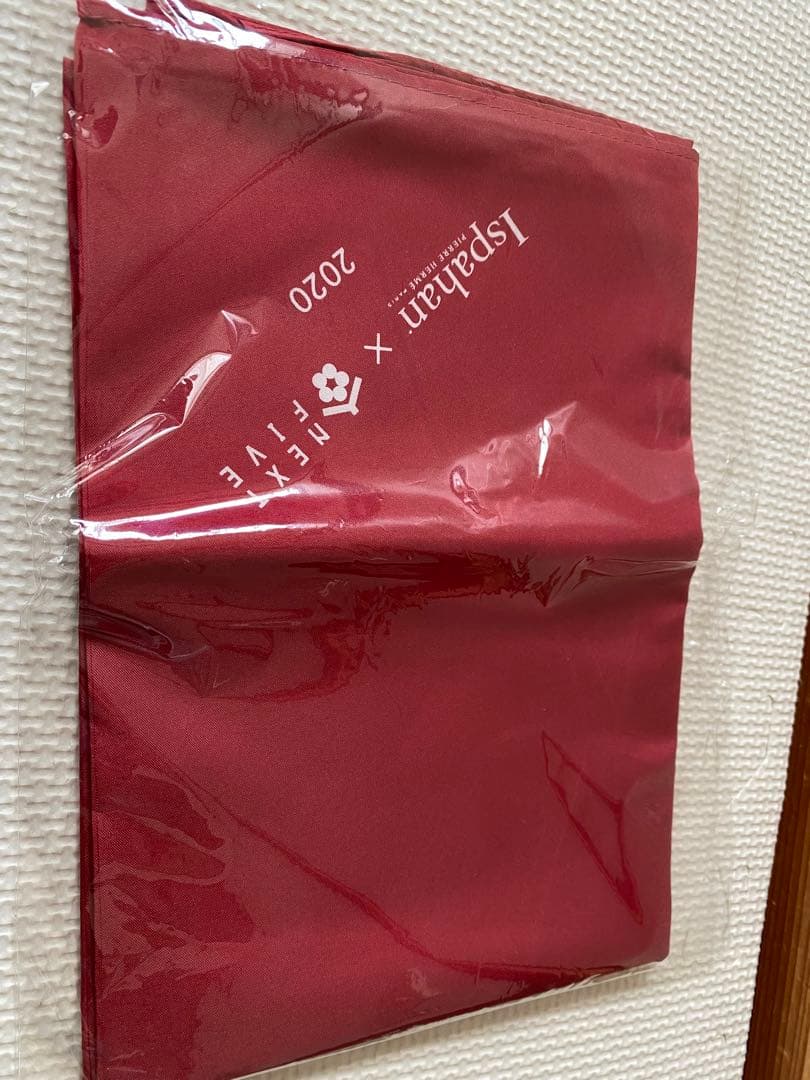 Ispahan
PIERRE HERMÉ PARIS
×
NEXT
FIVE
2020